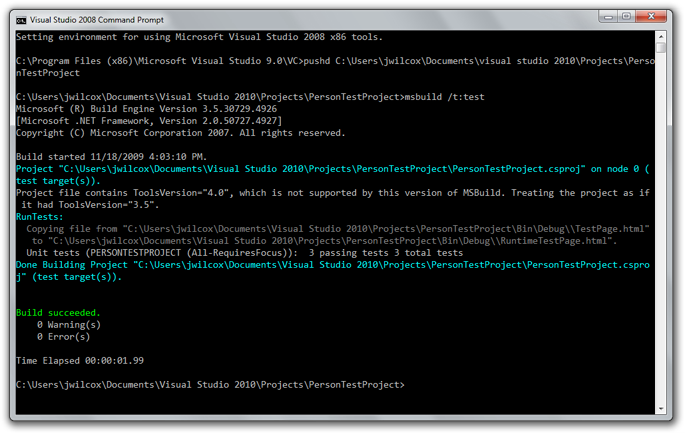 Visual Studio 2008 Command Prompt
Setting environment for using Microsoft Visual Studio 2008 x86 tools.
C:\Program Files (x86)\Microsoft Visual Studio 9.0\VC>pushd C:\Users\jwilcox\Documents\visual studio 2010\Projects\Perso
nTestProject
C:\Users\jwilcox\Documents\Visual Studio 2010\Projects\PersonTestProject>msbuild /t:test
Microsoft (R) Build Engine Version 3.5.30729.4926
[Microsoft .NET Framework, Version 2.0.50727.4927]
Copyright (C) Microsoft Corporation 2007. All rights reserved.
Build started 11/18/2009 4:03:10 PM.
Project "C:\Users\jwilcox\Documents\Visual Studio 2010\Projects\PersonTestProject\PersonTestProject.csproj" on node 0 (
test target(s)).
Project file contains ToolsVersion="4.0", which is not supported by this version of MSBuild. Treating the project as if
it had ToolsVersion="3.5".
RunTests:
Copying file from "C:\Users\jwilcox\Documents\Visual Studio 2010\Projects\PersonTestProject\Bin\Debug\\TestPage.html"
to "C:\Users\jwilcox\Documents\Visual Studio 2010\Projects\PersonTestProject\Bin\Debug\\RuntimeTestPage.html".
Unit tests (PERSONTESTPROJECT (All-RequiresFocus)):  3 passing tests 3 total tests
Done Building Project "C:\Users\jwilcox\Documents\Visual Studio 2010\Projects\PersonTestProject\PersonTestProject.cspro
j" (test target(s)).
Build succeeded.
0 Warning(s)
0 Error(s)
Time Elapsed 00:00:01.99
C:\Users\jwilcox\Documents\Visual Studio 2010\Projects\PersonTestProject>